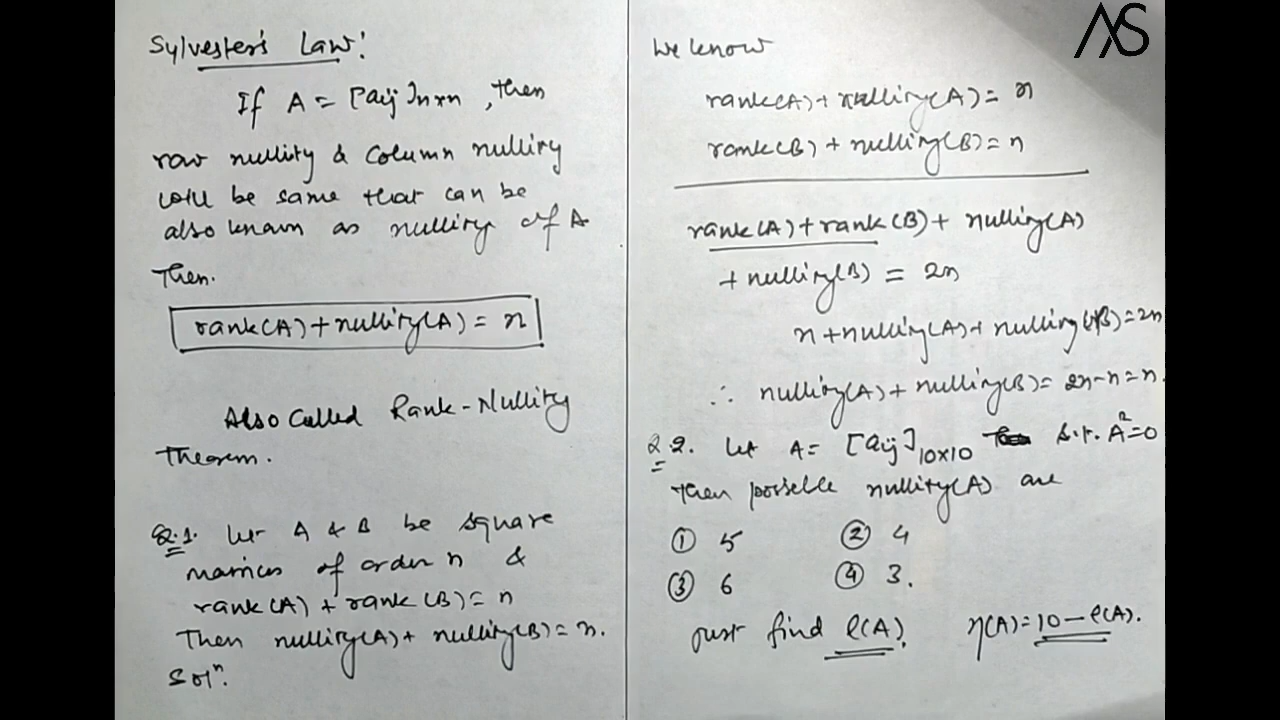 Sylvester's Law:
If A = [aij]n×n, then
row nullity & column nullity
will be same that can be
also known as nullity of A
Then.
rank(A) + nullity(A) = n
Also Called Rank-Nullity
Theorem.
Q.1. Let A & B be square
matrices of order n &
rank(A) + rank(B) = n
Then nullity(A) + nullity(B) = n.
Solⁿ.
AS
We know
rank(A) + nullity(A) = n
rank(B) + nullity(B) = n
rank(A) + rank(B) + nullity(A)
+ nullity(B) = 2n
n + nullity(A) + nullity(B) = 2n
∴ nullity(A) + nullity(B) = 2n-n = n.
Q 2. Let A = [aij]10×10 s.t. A²=0
then possible nullity(A) are
① 5 ② 4
③ 6 ④ 3.
just find ρ(A). η(A) = 10-ρ(A).